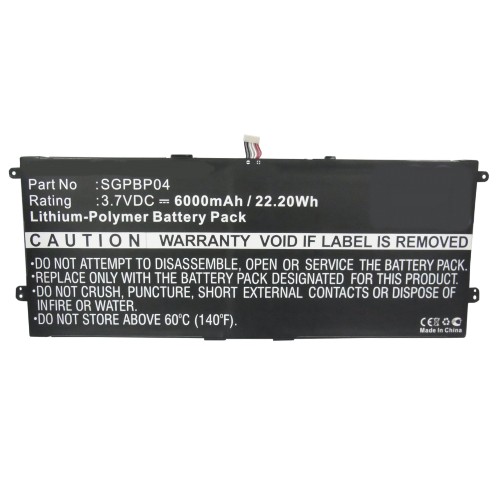 Part No : SGPBP04
Rating : 3.7VDC ⎓ 6000mAh / 22.20Wh
Lithium-Polymer Battery Pack
CAUTION WARRANTY VOID IF LABEL IS REMOVED
•DO NOT ATTEMPT TO DISASSEMBLE, OPEN OR SERVICE THE BATTERY PACK.
•REPLACE ONLY WITH THE BATTERY PACK DESIGNATED FOR THIS PRODUCT.
•DO NOT CRUSH, PUNCTURE, SHORT EXTERNAL CONTACTS OR DISPOSE OF
IN FIRE OR WATER.
•DO NOT STORE ABOVE 60℃ (140℉).
CE FC
Made In China